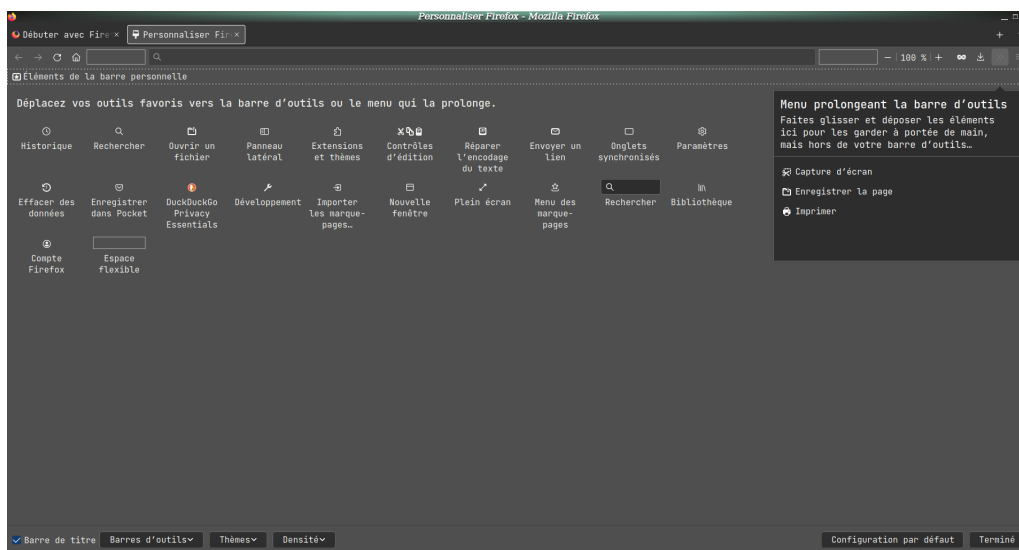 Personnaliser Firefox - Mozilla Firefox
Débuter avec Fire
Personnaliser Fir
100 %
Éléments de la barre personnelle
Déplacez vos outils favoris vers la barre d’outils ou le menu qui la prolonge.
Historique
Rechercher
Ouvrir un
fichier
Panneau
latéral
Extensions
et thèmes
Contrôles
d’édition
Réparer
l’encodage
du texte
Envoyer un
lien
Onglets
synchronisés
Paramètres
Effacer des
données
Enregistrer
dans Pocket
DuckDuckGo
Privacy
Essentials
Développement
Importer
les marque-
pages…
Nouvelle
fenêtre
Plein écran
Menu des
marque-
pages
Rechercher
Bibliothèque
Compte
Firefox
Espace
flexible
Menu prolongeant la barre d’outils
Faites glisser et déposer les éléments
ici pour les garder à portée de main,
mais hors de votre barre d’outils…
Capture d’écran
Enregistrer la page
Imprimer
Barre de titre
Barres d’outils
Thèmes
Densité
Configuration par défaut
Terminé